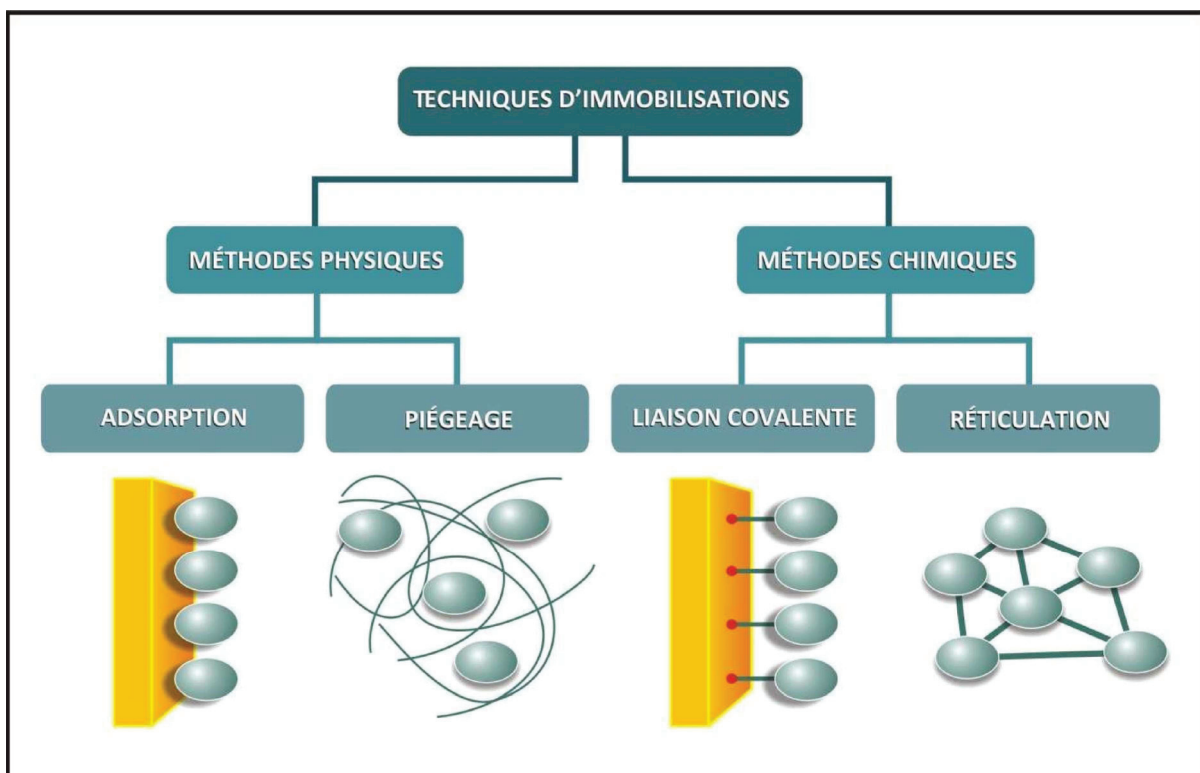 TECHNIQUES D’IMMOBILISATIONS
MÉTHODES PHYSIQUES
MÉTHODES CHIMIQUES
ADSORPTION
PIÉGEAGE
LIAISON COVALENTE
RÉTICULATION